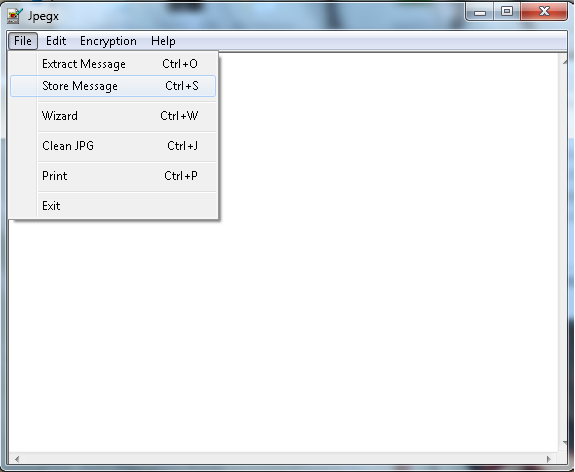 Jpegx
File Edit Encryption Help
Extract Message Ctrl+O
Store Message Ctrl+S
Wizard Ctrl+W
Clean JPG Ctrl+J
Print Ctrl+P
Exit